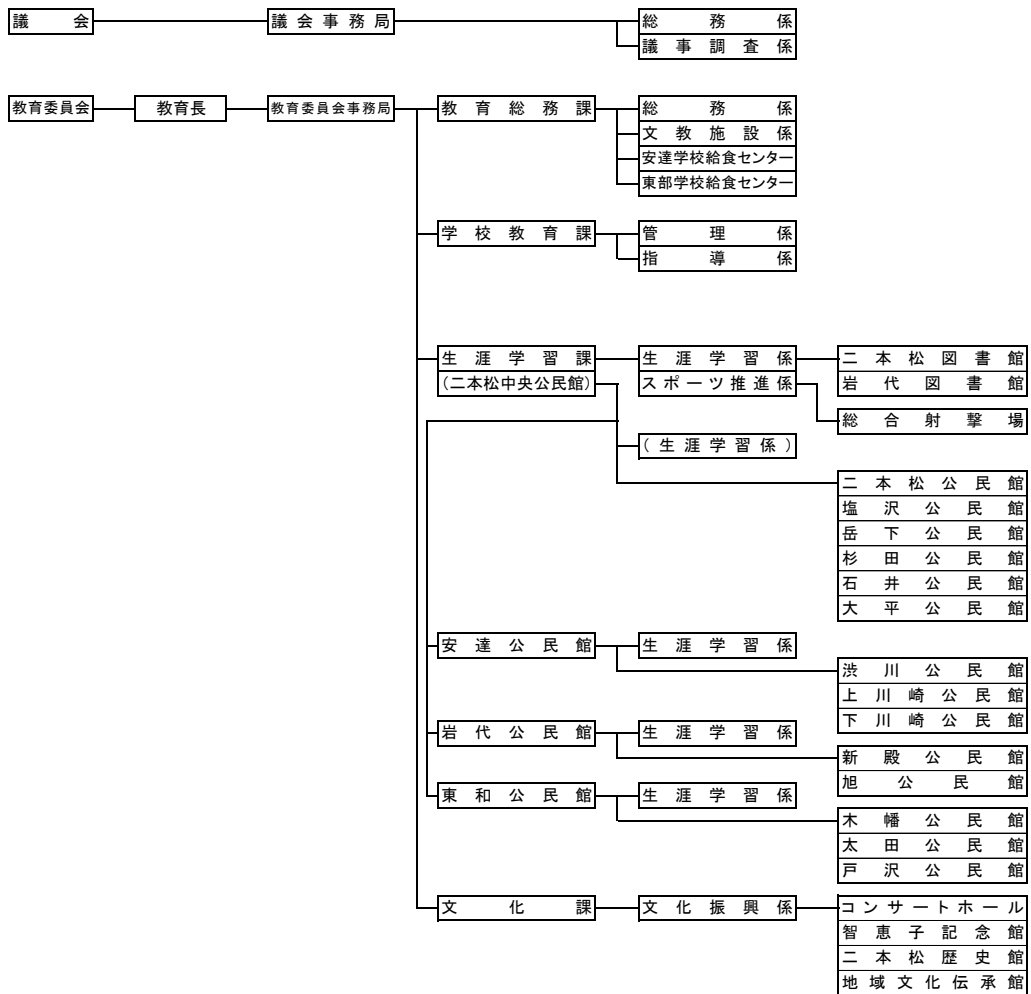 議会 議会事務局 総務係
議事調査係
教育委員会 教育長 教育委員会事務局 教育総務課 総務係
文教施設係
安達学校給食センター
東部学校給食センター
学校教育課 管理係
指導係
生涯学習課 生涯学習係 二本松図書館
(二本松中央公民館) スポーツ推進係 岩代図書館
総合射撃場
(生涯学習係)
二本松公民館
塩沢公民館
岳下公民館
杉田公民館
石井公民館
大平公民館
安達公民館 生涯学習係
渋川公民館
上川崎公民館
下川崎公民館
岩代公民館 生涯学習係
新殿公民館
旭公民館
東和公民館 生涯学習係
木幡公民館
太田公民館
戸沢公民館
文化課 文化振興係 コンサートホール
智恵子記念館
二本松歴史館
地域文化伝承館